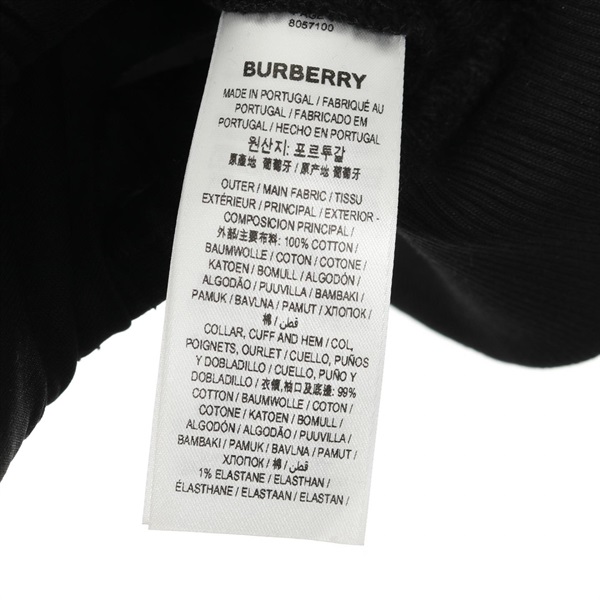 8057100
BURBERRY
MADE IN PORTUGAL / FABRIQUÉ AU
PORTUGAL / FABRICADO EM
PORTUGAL / HECHO EN PORTUGAL
원산지: 포르투갈
原產地 葡萄牙 / 原产地 葡萄牙
OUTER / MAIN FABRIC / TISSU
EXTÉRIEUR / PRINCIPAL / EXTERIOR -
COMPOSICION PRINCIPAL /
外部/主要布料: 100% COTTON /
BAUMWOLLE / COTON / COTONE /
KATOEN / BOMULL / ALGODÓN /
ALGODÃO / PUUVILLA / BAMBAKI /
PAMUK / BAVLNA / PAMUT / ХЛОПОК /
棉 / قطن /
COLLAR, CUFF AND HEM / COL,
POIGNETS, OURLET / CUELLO, PUÑOS
Y DOBLADILLO / CUELLO, PUÑO Y
DOBLADILLO / 衣領,袖口及底邊: 99%
COTTON / BAUMWOLLE / COTON /
COTONE / KATOEN / BOMULL /
ALGODÓN / ALGODÃO / PUUVILLA /
BAMBAKI / PAMUK / BAVLNA / PAMUT /
ХЛОПОК / 棉 / قطن /
1% ELASTANE / ELASTHAN /
ÉLASTHANE / ELASTAAN / ELASTAN /